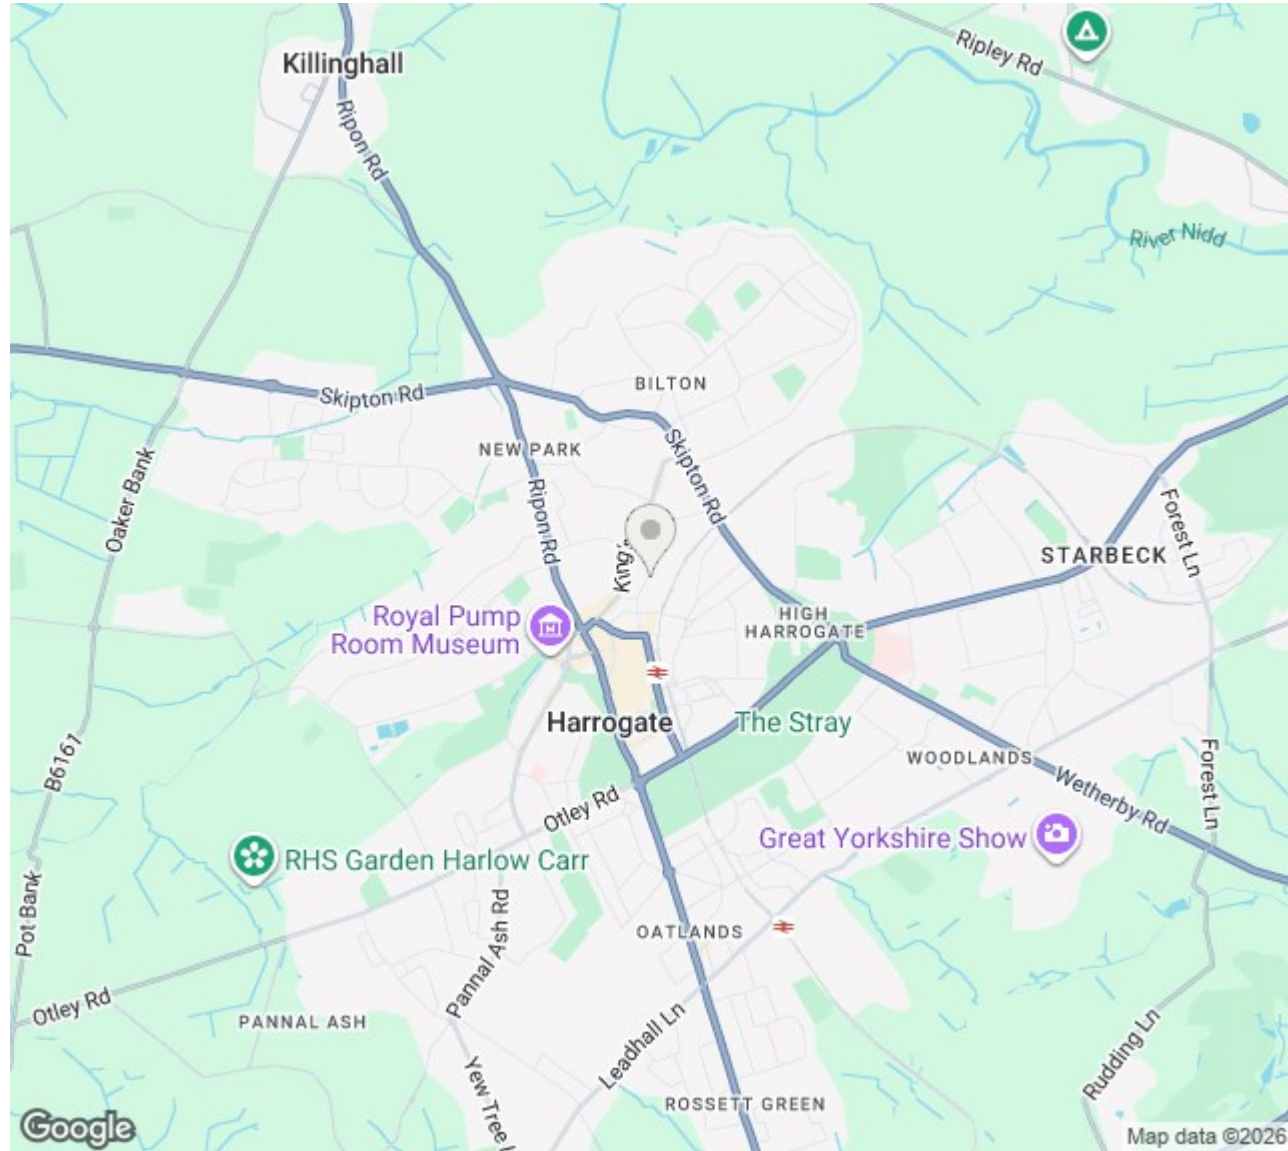 Killinghall
Ripley Rd
Ripon Rd
River Nidd
Skipton Rd
BILTON
NEW PARK
Skipton Rd
Oaker Bank
Ripon Rd
Forest Ln
STARBECK
King's
HIGH
HARROGATE
Royal Pump
Room Museum
Harrogate
The Stray
B6161
WOODLANDS
Wetherby Rd
Forest Ln
Otley Rd
Great Yorkshire Show
RHS Garden Harlow Carr
Pot Bank
Pannal Ash Rd
OATLANDS
Otley Rd
PANNAL ASH
Leadhall Ln
Yew Tree
Rudding Ln
ROSSETT GREEN
Google
Map data ©2026